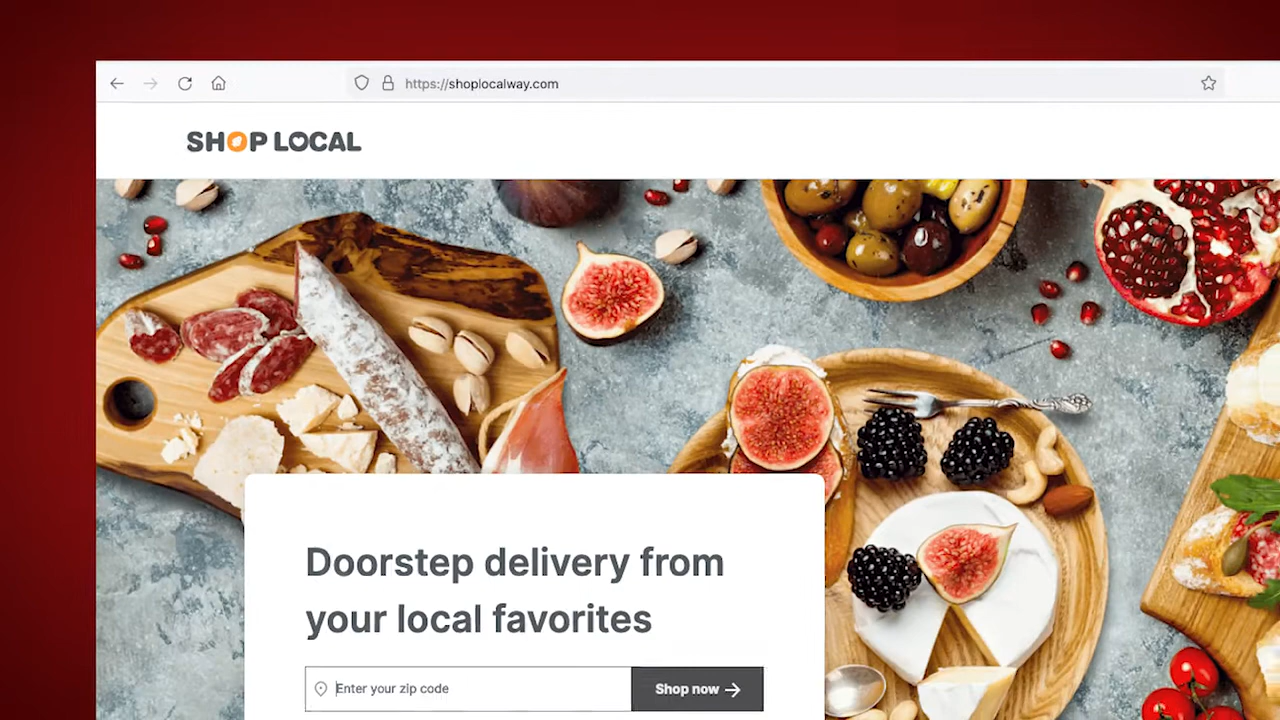 https://shoplocalway.com
SHOP LOCAL
Doorstep delivery from
your local favorites
Enter your zip code
Shop now